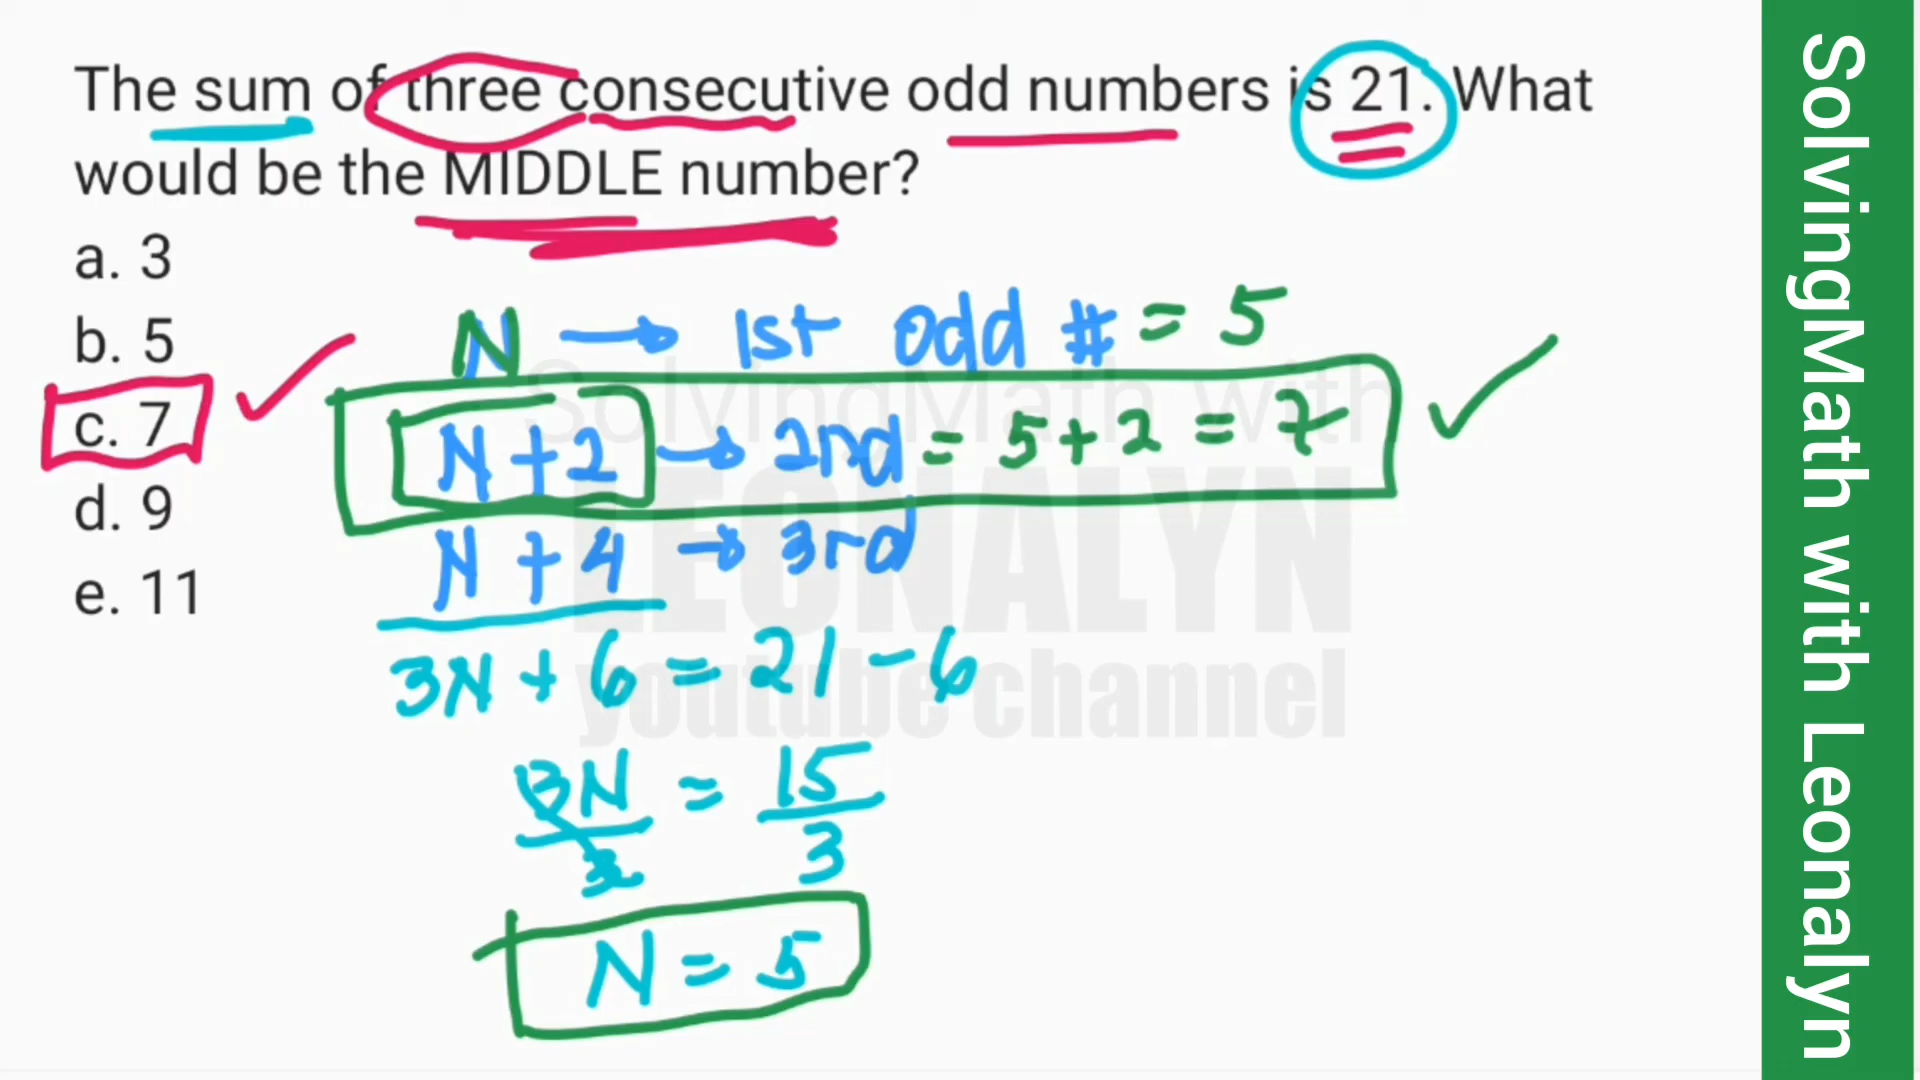 The sum of three consecutive odd numbers is 21. What
would be the MIDDLE number?
a. 3
b. 5
c. 7
d. 9
e. 11
N → 1st odd # = 5
N + 2 → 2nd = 5 + 2 = 7
N + 4 → 3rd
3N + 6 = 21 - 6
3N = 15
3 3
N = 5
SolvingMath with
LEONALYN
youtube channel
SolvingMath with Leonalyn